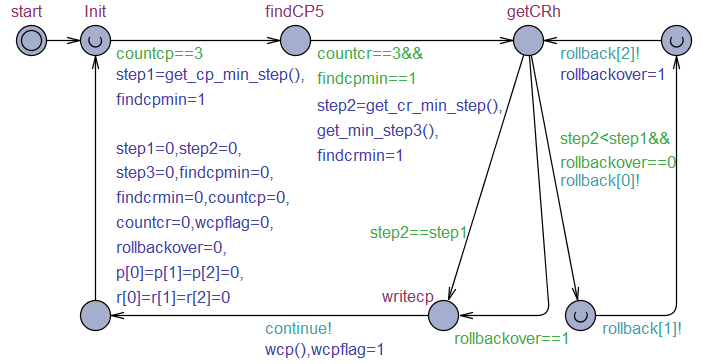 start
Init
findCP5
getCRh
countcp==3
step1=get_cp_min_step(),
findcpmin=1
countcr==3&&
findcpmin==1
step2=get_cr_min_step(),
get_min_step3(),
findcrmin=1
rollback[2]!
rollbackover=1
step2<step1&&
rollbackover==0
rollback[0]!
step1=0,step2=0,
step3=0,findcpmin=0,
findcrmin=0,countcp=0,
countcr=0,wcpflag=0,
rollbackover=0,
p[0]=p[1]=p[2]=0,
r[0]=r[1]=r[2]=0
step2==step1
writecp
continue!
wcp(),wcpflag=1
rollbackover==1
rollback[1]!